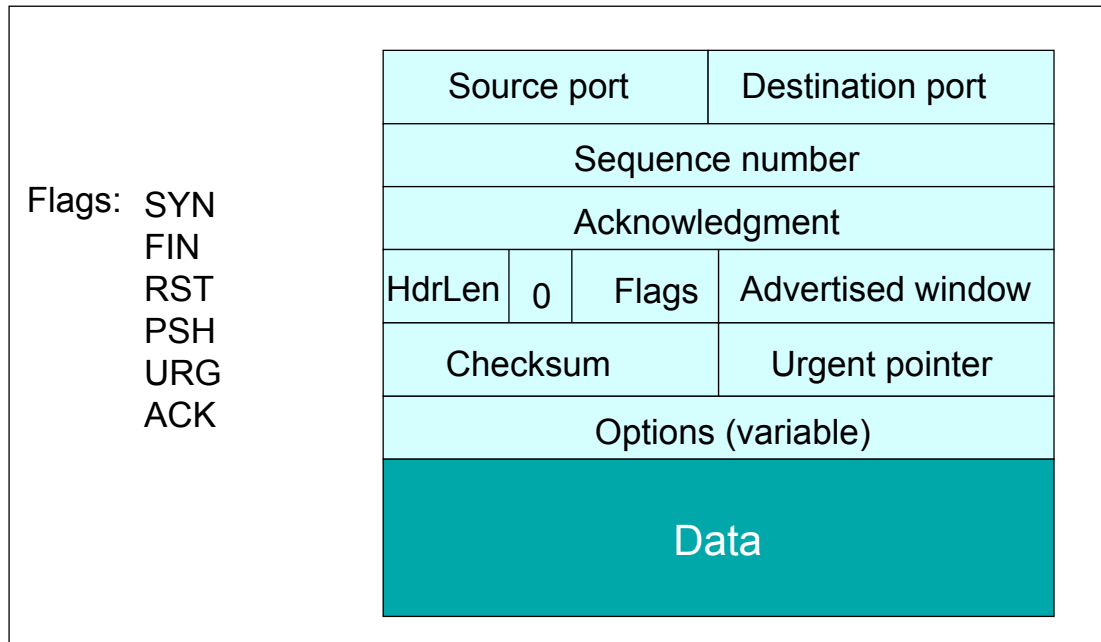 Source port
Destination port
Sequence number
Flags: SYN
FIN
RST
PSH
URG
ACK
Acknowledgment
HdrLen
0
Flags
Advertised window
Checksum
Urgent pointer
Options (variable)
Data